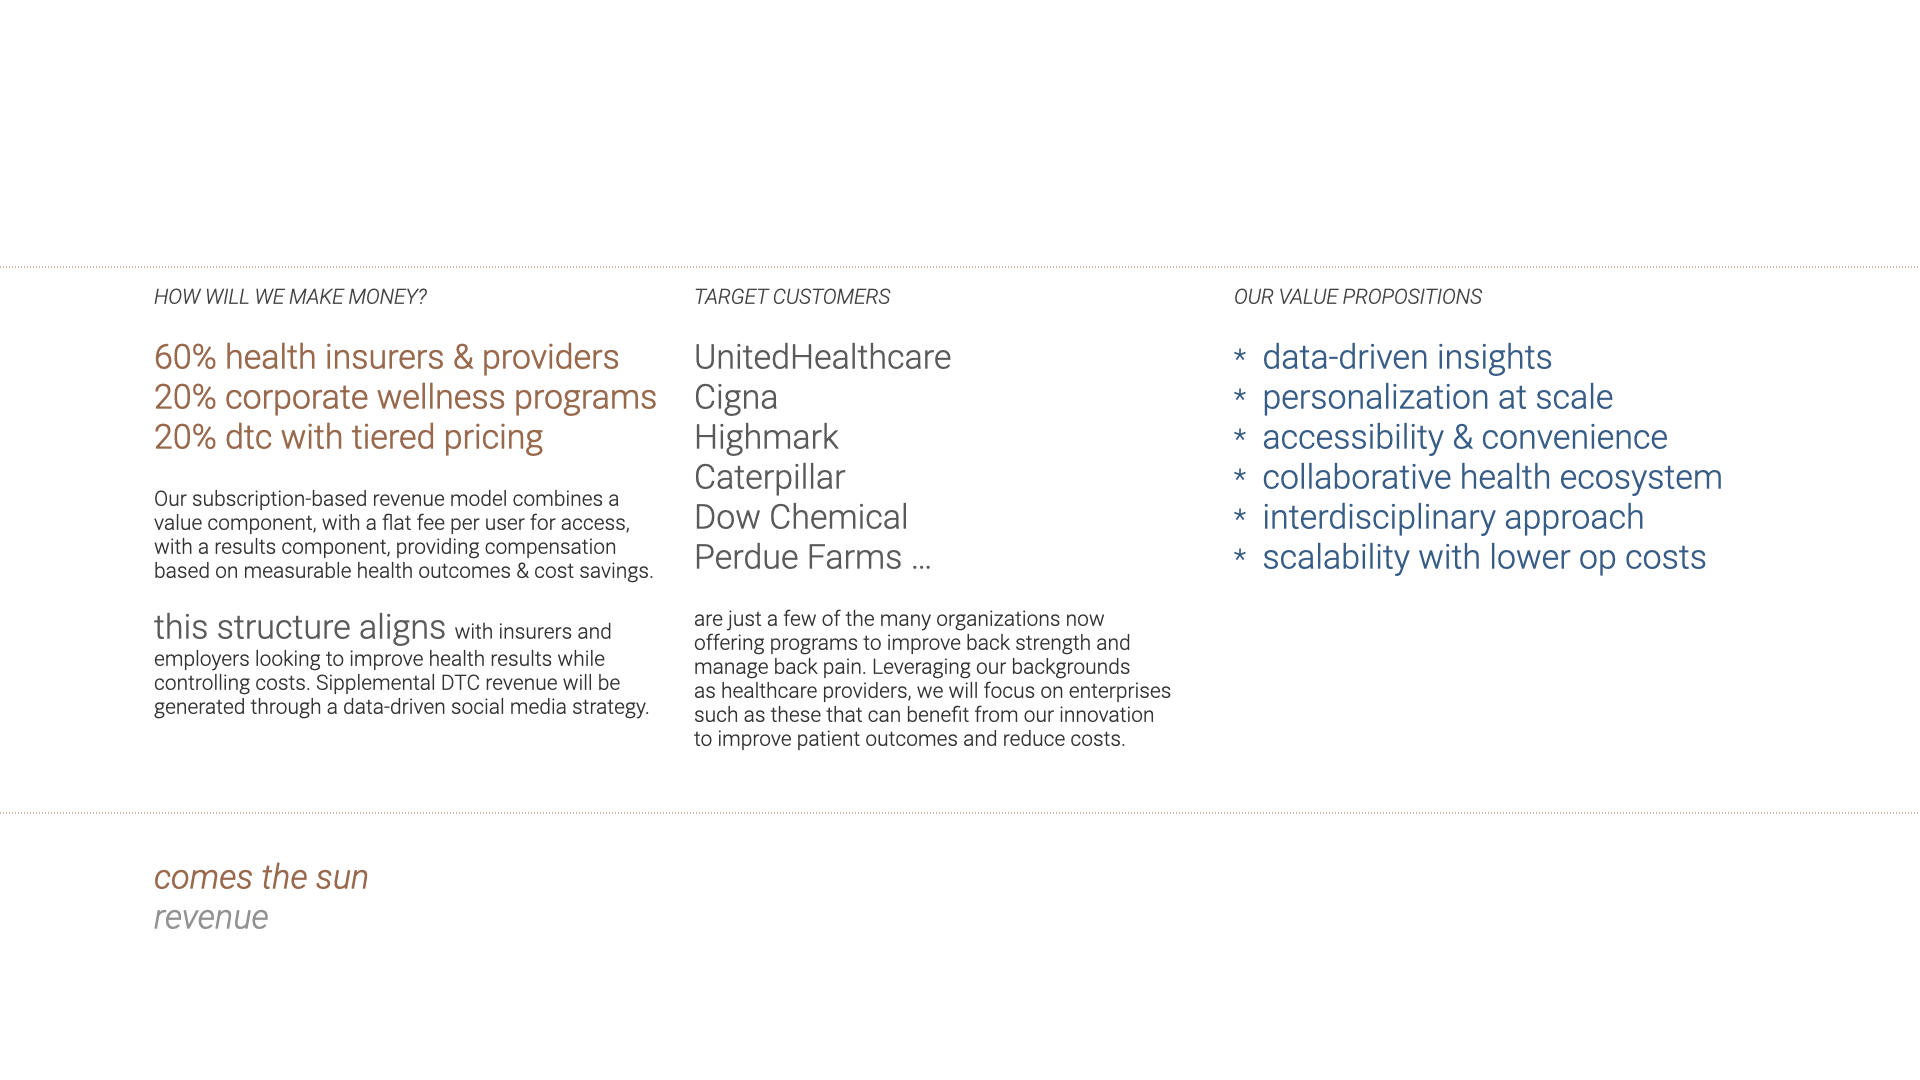 HOW WILL WE MAKE MONEY?
60% health insurers & providers
20% corporate wellness programs
20% dtc with tiered pricing
Our subscription-based revenue model combines a
value component, with a flat fee per user for access,
with a results component, providing compensation
based on measurable health outcomes & cost savings.
this structure aligns with insurers and
employers looking to improve health results while
controlling costs. Sipplemental DTC revenue will be
generated through a data-driven social media strategy.
TARGET CUSTOMERS
UnitedHealthcare
Cigna
Highmark
Caterpillar
Dow Chemical
Perdue Farms ...
are just a few of the many organizations now
offering programs to improve back strength and
manage back pain. Leveraging our backgrounds
as healthcare providers, we will focus on enterprises
such as these that can benefit from our innovation
to improve patient outcomes and reduce costs.
OUR VALUE PROPOSITIONS
* data-driven insights
* personalization at scale
* accessibility & convenience
* collaborative health ecosystem
* interdisciplinary approach
* scalability with lower op costs
comes the sun
revenue